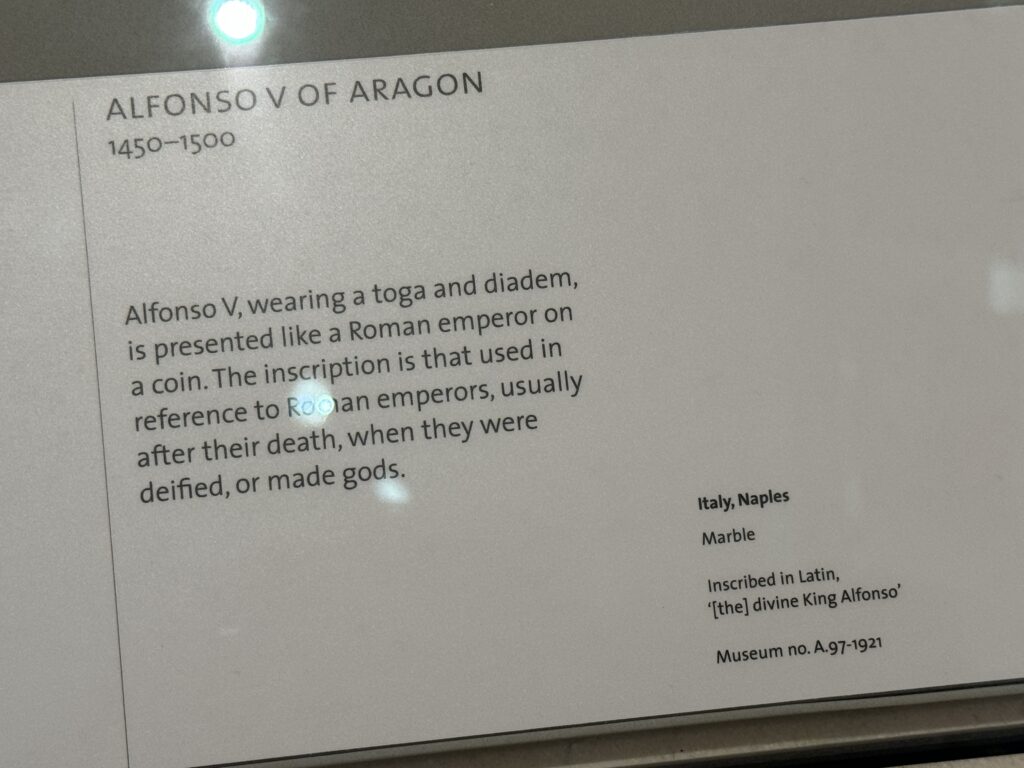 ALFONSO V OF ARAGON
1450–1500
Alfonso V, wearing a toga and diadem,
is presented like a Roman emperor on
a coin. The inscription is that used in
reference to Roman emperors, usually
after their death, when they were
deified, or made gods.
Italy, Naples
Marble
Inscribed in Latin,
‘[the] divine King Alfonso’
Museum no. A.97-1921